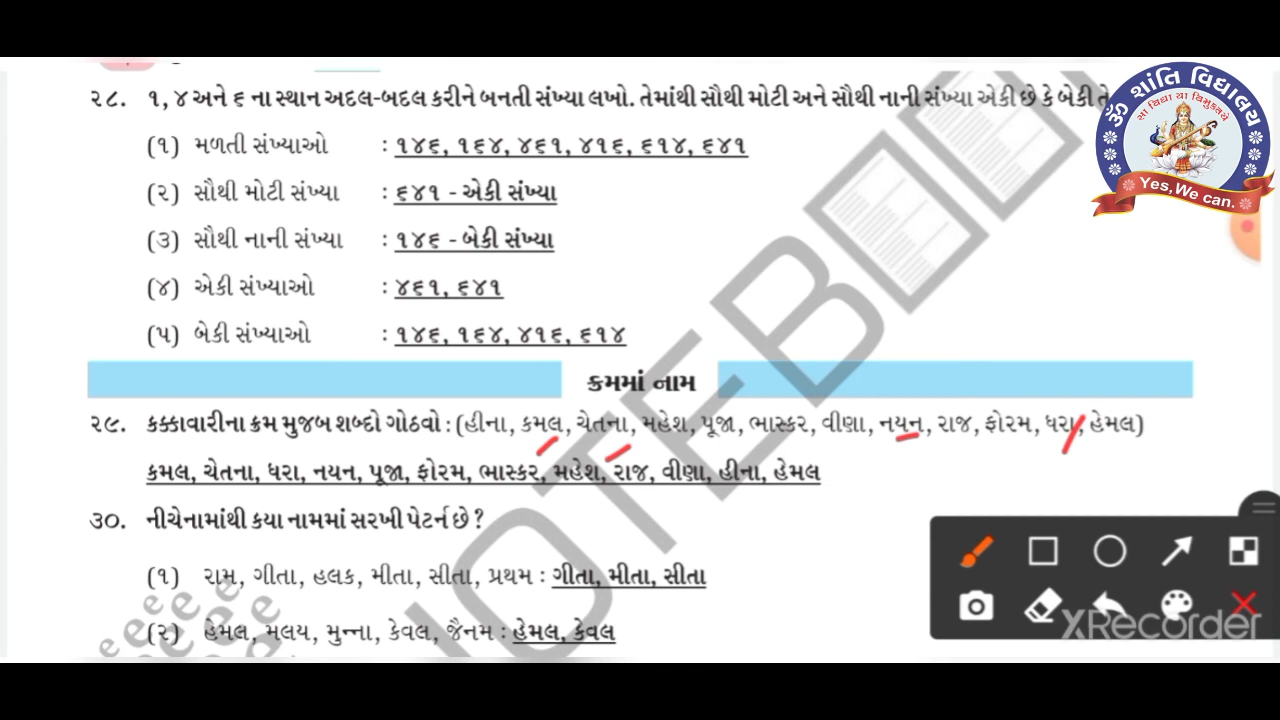 ૨૮. ૧, ૪ અને ૬ ના સ્થાન અદલ-બદલ કરીને બનતી સંખ્યા લખો. તેમાંથી સૌથી મોટી અને સૌથી નાની સંખ્યા એકી છે કે બેકી તે
(૧) મળતી સંખ્યાઓ : ૧૪૬, ૧૬૪, ૪૬૧, ૪૧૬, ૬૧૪, ૬૪૧
(૨) સૌથી મોટી સંખ્યા : ૬૪૧ - એકી સંખ્યા
(૩) સૌથી નાની સંખ્યા : ૧૪૬ - બેકી સંખ્યા
(૪) એકી સંખ્યાઓ : ૪૬૧, ૬૪૧
(૫) બેકી સંખ્યાઓ : ૧૪૬, ૧૬૪, ૪૧૬, ૬૧૪
ક્રમમાં નામ
૨૯. કક્કાવારીના ક્રમ મુજબ શબ્દો ગોઠવો : (હીના, કમલ, ચેતના, મહેશ, પૂજા, ભાસ્કર, વીણા, નયન, રાજ, ફોરમ, ધરા, હેમલ)
કમલ, ચેતના, ધરા, નયન, પૂજા, ફોરમ, ભાસ્કર, મહેશ, રાજ, વીણા, હીના, હેમલ
૩૦. નીચેનામાંથી કયા નામમાં સરખી પેટર્ન છે ?
(૧) રામ, ગીતા, હલક, મીતા, સીતા, પ્રથમ : ગીતા, મીતા, સીતા
(૨) હેમલ, મલય, મુન્ના, કેવલ, જૈનમ : હેમલ, કેવલ
ૐ શાંતિ વિદ્યાલય
સા વિદ્યા યા વિમુક્તયે
Yes, We can.
XRecorder